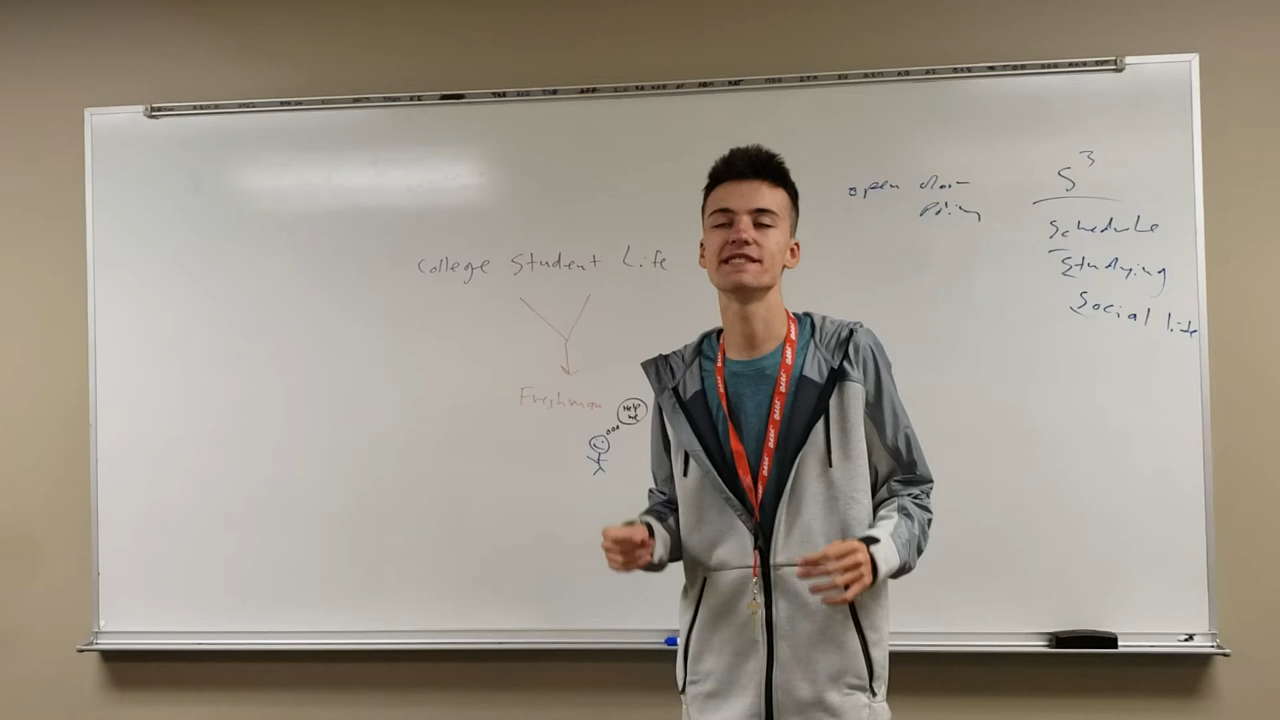 College Student Life
Freshman
Help
me
open door
policy
S³
Schedule
Studying
Social life